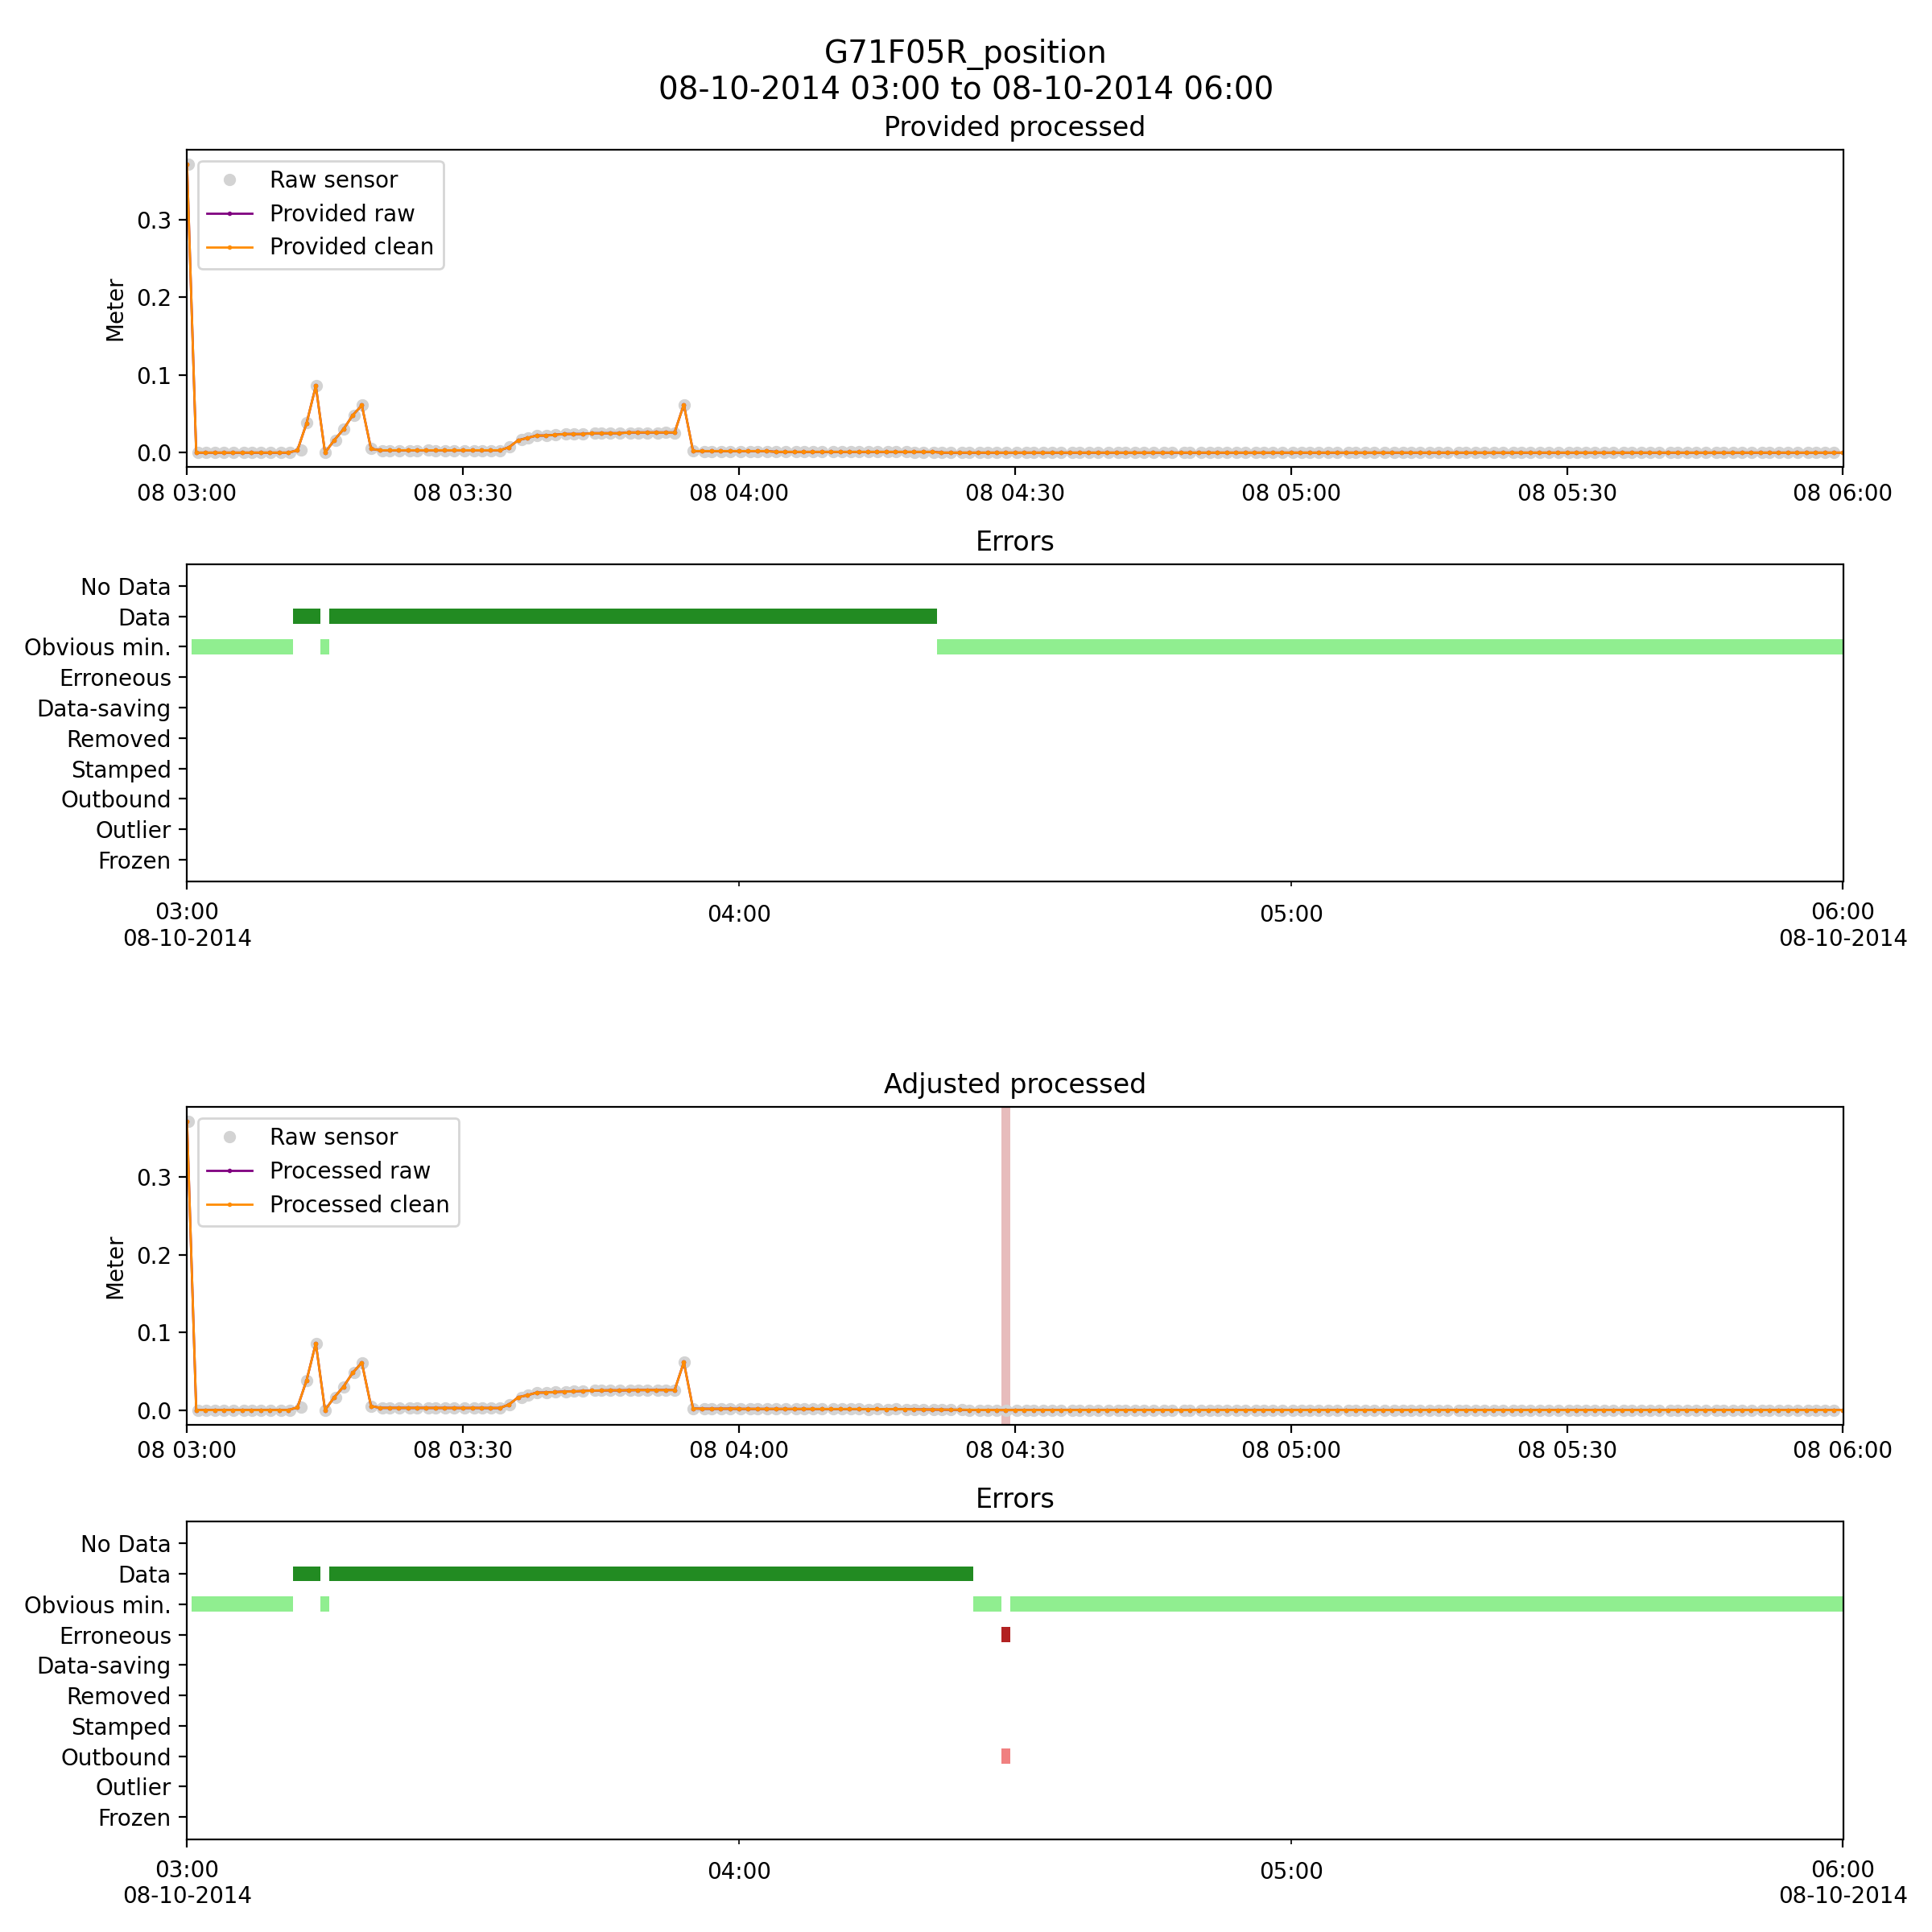 G71F05R_position
08-10-2014 03:00 to 08-10-2014 06:00
Provided processed
Raw sensor
Provided raw
Provided clean
Meter
0.3
0.2
0.1
0.0
08 03:00 08 03:30 08 04:00 08 04:30 08 05:00 08 05:30 08 06:00
Errors
No Data
Data
Obvious min.
Erroneous
Data-saving
Removed
Stamped
Outbound
Outlier
Frozen
03:00 04:00 05:00 06:00
08-10-2014 08-10-2014
Adjusted processed
Raw sensor
Processed raw
Processed clean
Meter
0.3
0.2
0.1
0.0
08 03:00 08 03:30 08 04:00 08 04:30 08 05:00 08 05:30 08 06:00
Errors
No Data
Data
Obvious min.
Erroneous
Data-saving
Removed
Stamped
Outbound
Outlier
Frozen
03:00 04:00 05:00 06:00
08-10-2014 08-10-2014